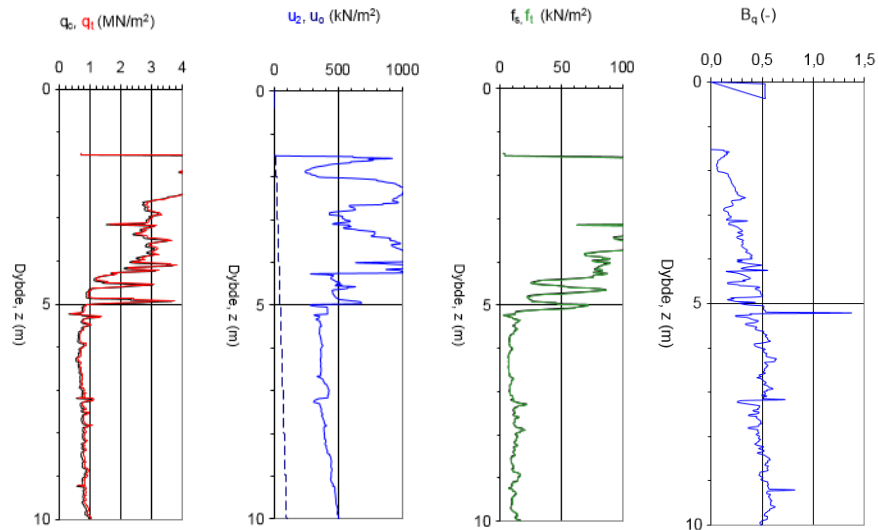 qc, qt (MN/m²)
0 1 2 3 4
0
5
10
Dybde, z (m)
u2, uo (kN/m²)
0 500 1000
0
5
10
Dybde, z (m)
fs, ft (kN/m²)
0 50 100
0
5
10
Dybde, z (m)
Bq (-)
0,0 0,5 1,0 1,5
0
5
10
Dybde, z (m)